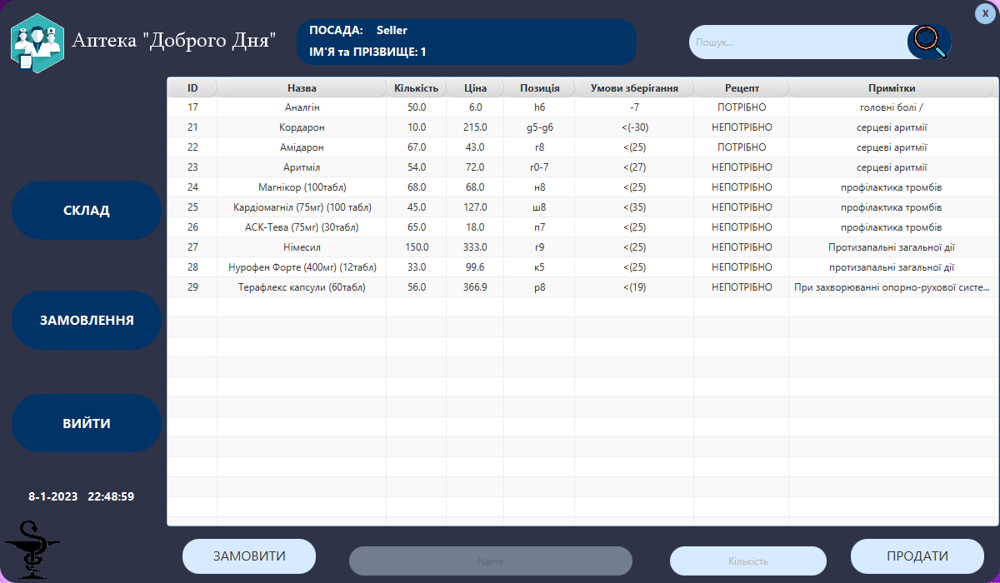 X
Аптека "Доброго Дня"
ПОСАДА: Seller
ІМ'Я та ПРІЗВИЩЕ: 1
Пошук...
ID Назва Кількість Ціна Позиція Умови зберігання Рецепт Примітки
17 Аналгін 50.0 6.0 h6 -7 ПОТРІБНО головні болі /
21 Кордарон 10.0 215.0 g5-g6 <(-30) НЕПОТРІБНО серцеві аритмії
22 Амідарон 67.0 43.0 г8 <(25) ПОТРІБНО серцеві аритмії
23 Аритміл 54.0 72.0 г0-7 <(27) НЕПОТРІБНО серцеві аритмії
24 Магнікор (100табл) 68.0 68.0 н8 <(25) НЕПОТРІБНО профілактика тромбів
25 Кардіомагніл (75мг) (100 табл) 45.0 127.0 ш8 <(35) НЕПОТРІБНО профілактика тромбів
26 АСК-Тева (75мг) (30табл) 65.0 18.0 п7 <(25) НЕПОТРІБНО профілактика тромбів
27 Німесил 150.0 333.0 г9 <(25) НЕПОТРІБНО Протизапальні загальної дії
28 Нурофен Форте (400мг) (12табл) 33.0 99.6 к5 <(25) НЕПОТРІБНО протизапальні загальної дії
29 Терафлекс капсули (60табл) 56.0 366.9 р8 <(19) НЕПОТРІБНО При захворюванні опорно-рухової систе...
СКЛАД
ЗАМОВЛЕННЯ
ВИЙТИ
8-1-2023 22:48:59
ЗАМОВИТИ Name Кількість ПРОДАТИ